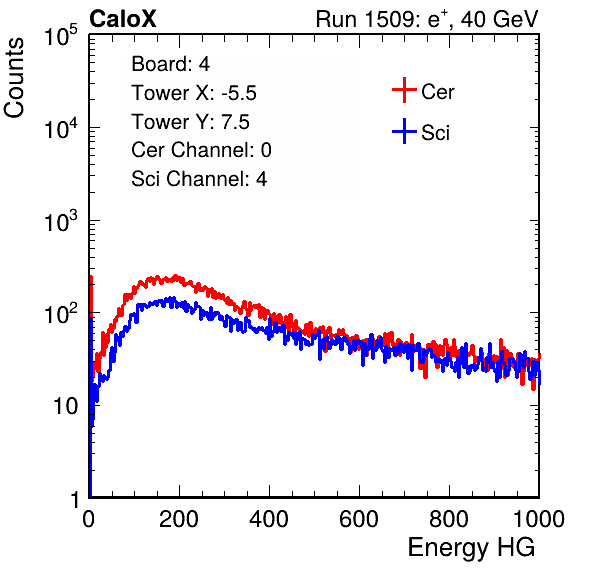 CaloX Run 1509: e⁺, 40 GeV
Board: 4
Tower X: -5.5
Tower Y: 7.5
Cer Channel: 0
Sci Channel: 4
Cer
Sci
Counts
10⁵
10⁴
10³
10²
10
1
0 200 400 600 800 1000
Energy HG